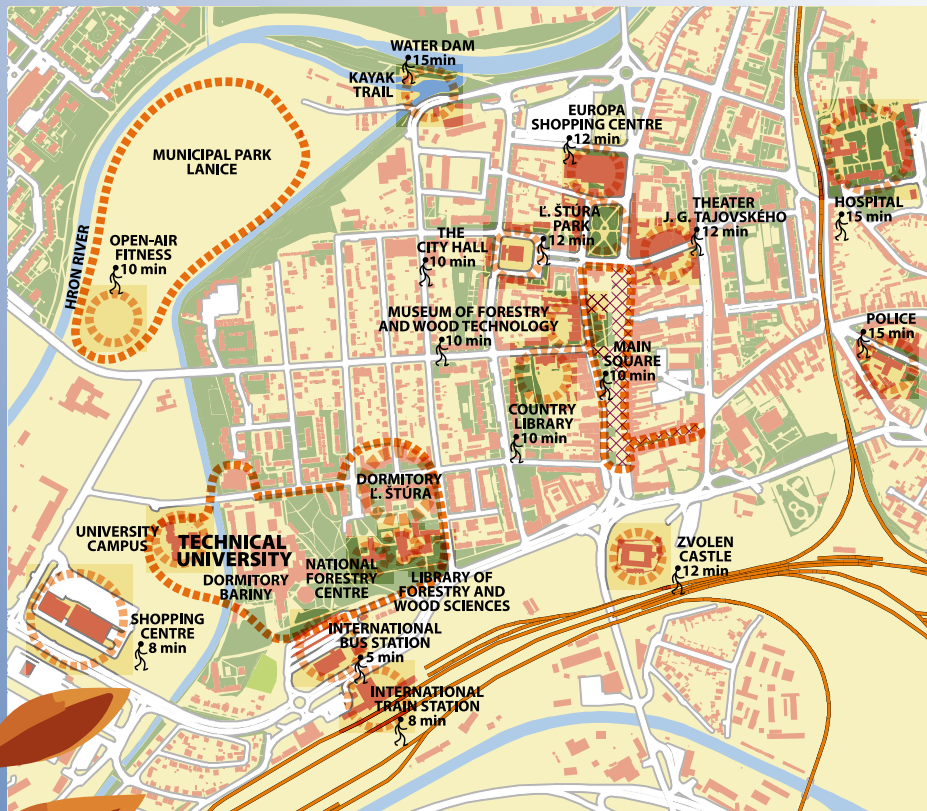 WATER DAM
15min
KAYAK
TRAIL
EUROPA
SHOPPING CENTRE
12 min
MUNICIPAL PARK
LANICE
HOSPITAL
15 min
THEATER
J. G. TAJOVSKÉHO
12 min
Ľ. ŠTÚRA
PARK
12 min
THE
CITY HALL
10 min
OPEN-AIR
FITNESS
10 min
HRON RIVER
MUSEUM OF FORESTRY
AND WOOD TECHNOLOGY
10 min
POLICE
15 min
MAIN
SQUARE
10 min
COUNTRY
LIBRARY
10 min
DORMITORY
Ľ. ŠTÚRA
UNIVERSITY
CAMPUS
TECHNICAL
UNIVERSITY
DORMITORY
BARINY
NATIONAL
FORESTRY
CENTRE
LIBRARY OF
FORESTRY AND
WOOD SCIENCES
ZVOLEN
CASTLE
12 min
SHOPPING
CENTRE
8 min
INTERNATIONAL
BUS STATION
5 min
INTERNATIONAL
TRAIN STATION
8 min